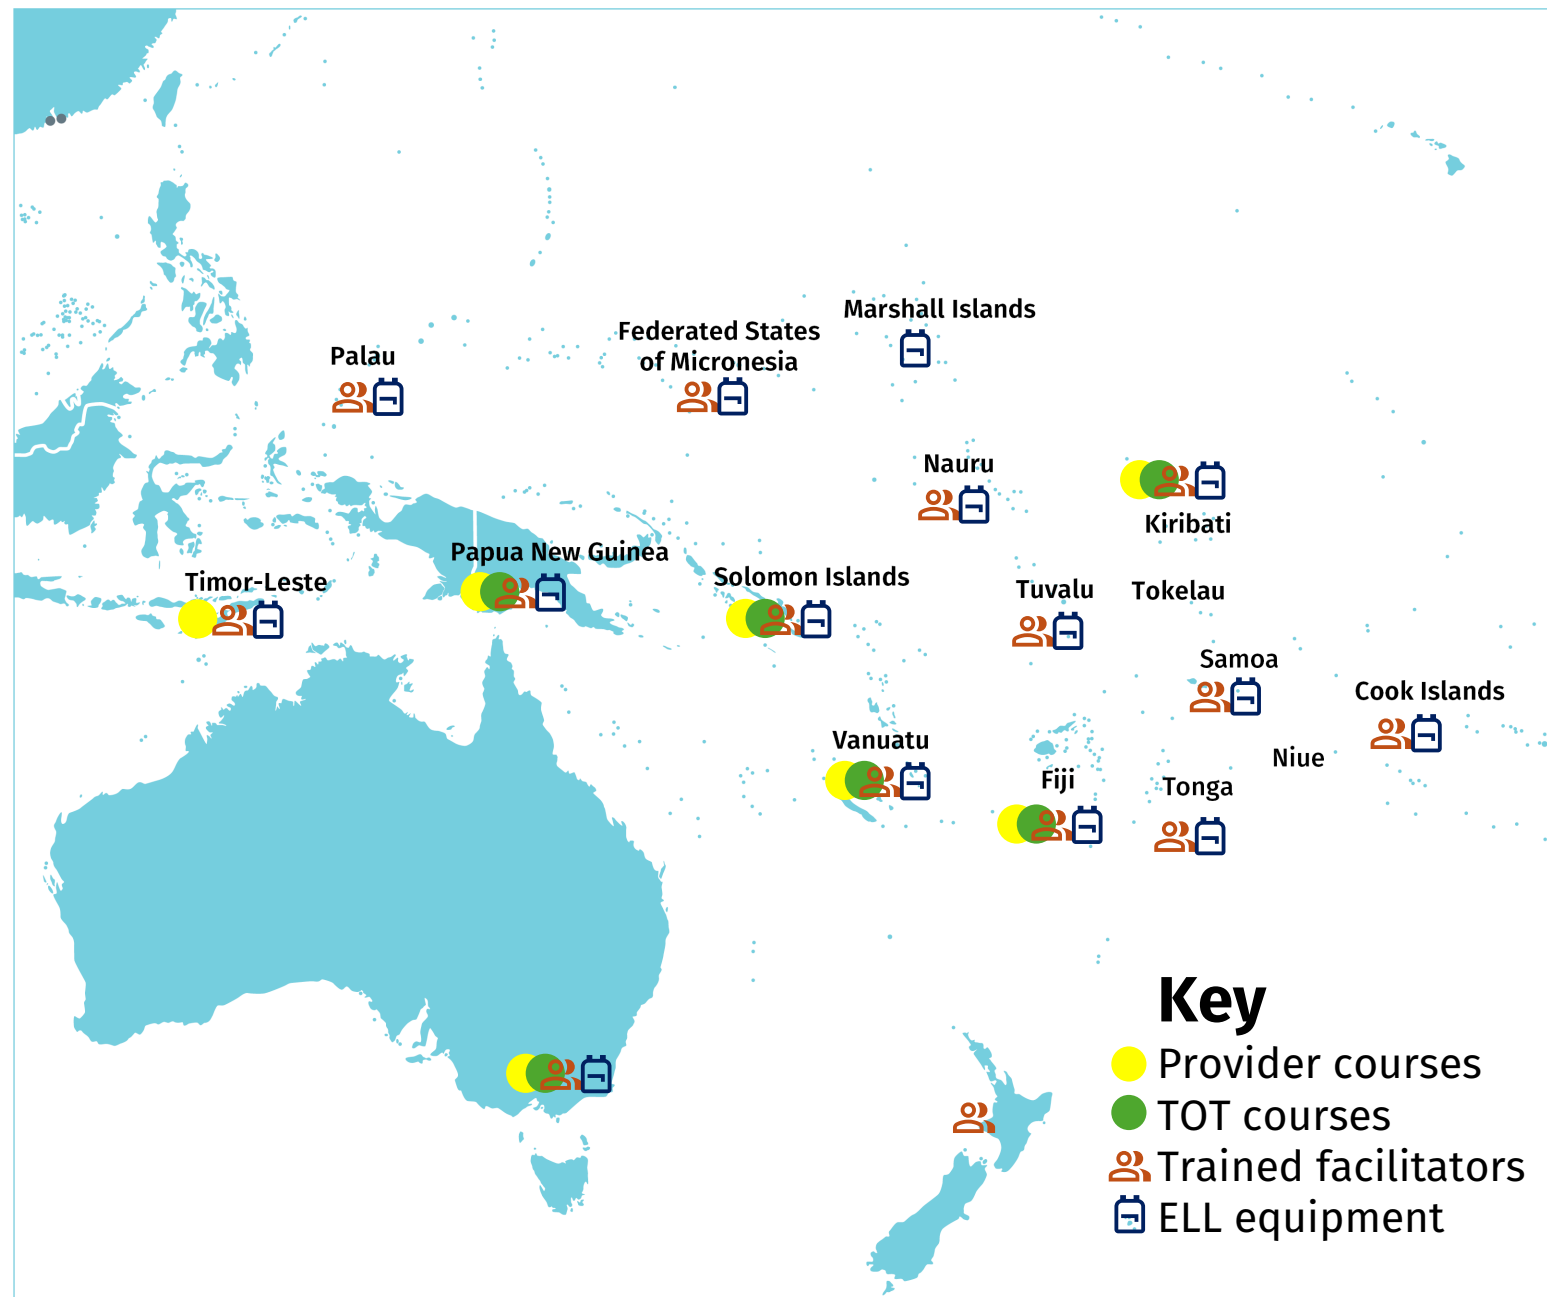 Marshall Islands
Federated States
of Micronesia
Palau
Nauru
Kiribati
Papua New Guinea
Solomon Islands
Timor-Leste
Tuvalu
Tokelau
Samoa
Cook Islands
Vanuatu
Niue
Fiji
Tonga
Key
Provider courses
TOT courses
Trained facilitators
ELL equipment